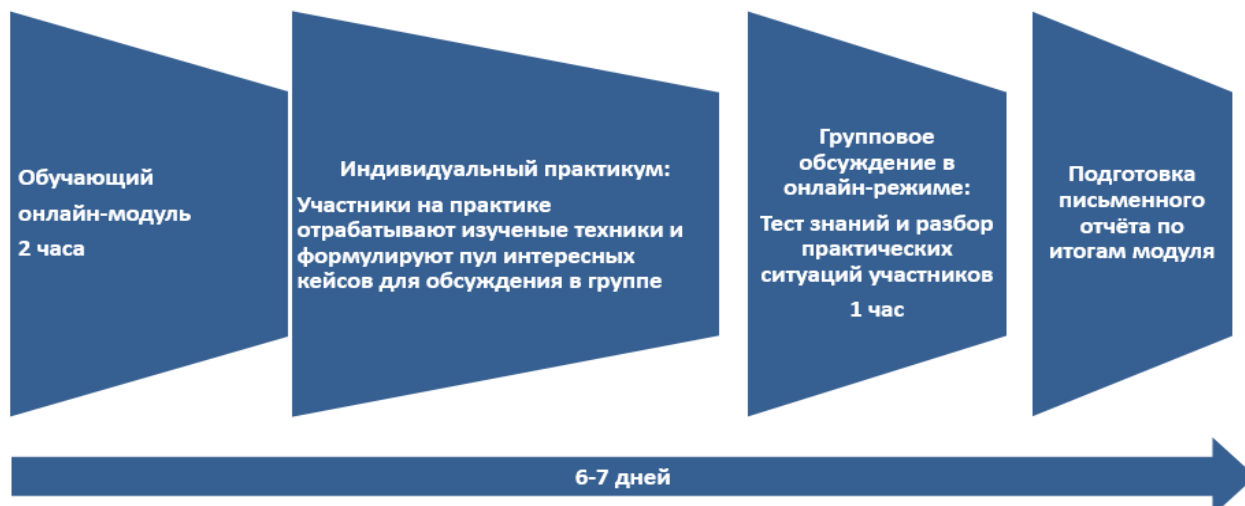 Обучающий
онлайн-модуль
2 часа
Индивидуальный практикум:
Участники на практике
отрабатывают изученые техники и
формулируют пул интересных
кейсов для обсуждения в группе
Групповое
обсуждение в
онлайн-режиме:
Тест знаний и разбор
практических
ситуаций участников
1 час
Подготовка
письменного
отчёта по
итогам модуля
6-7 дней